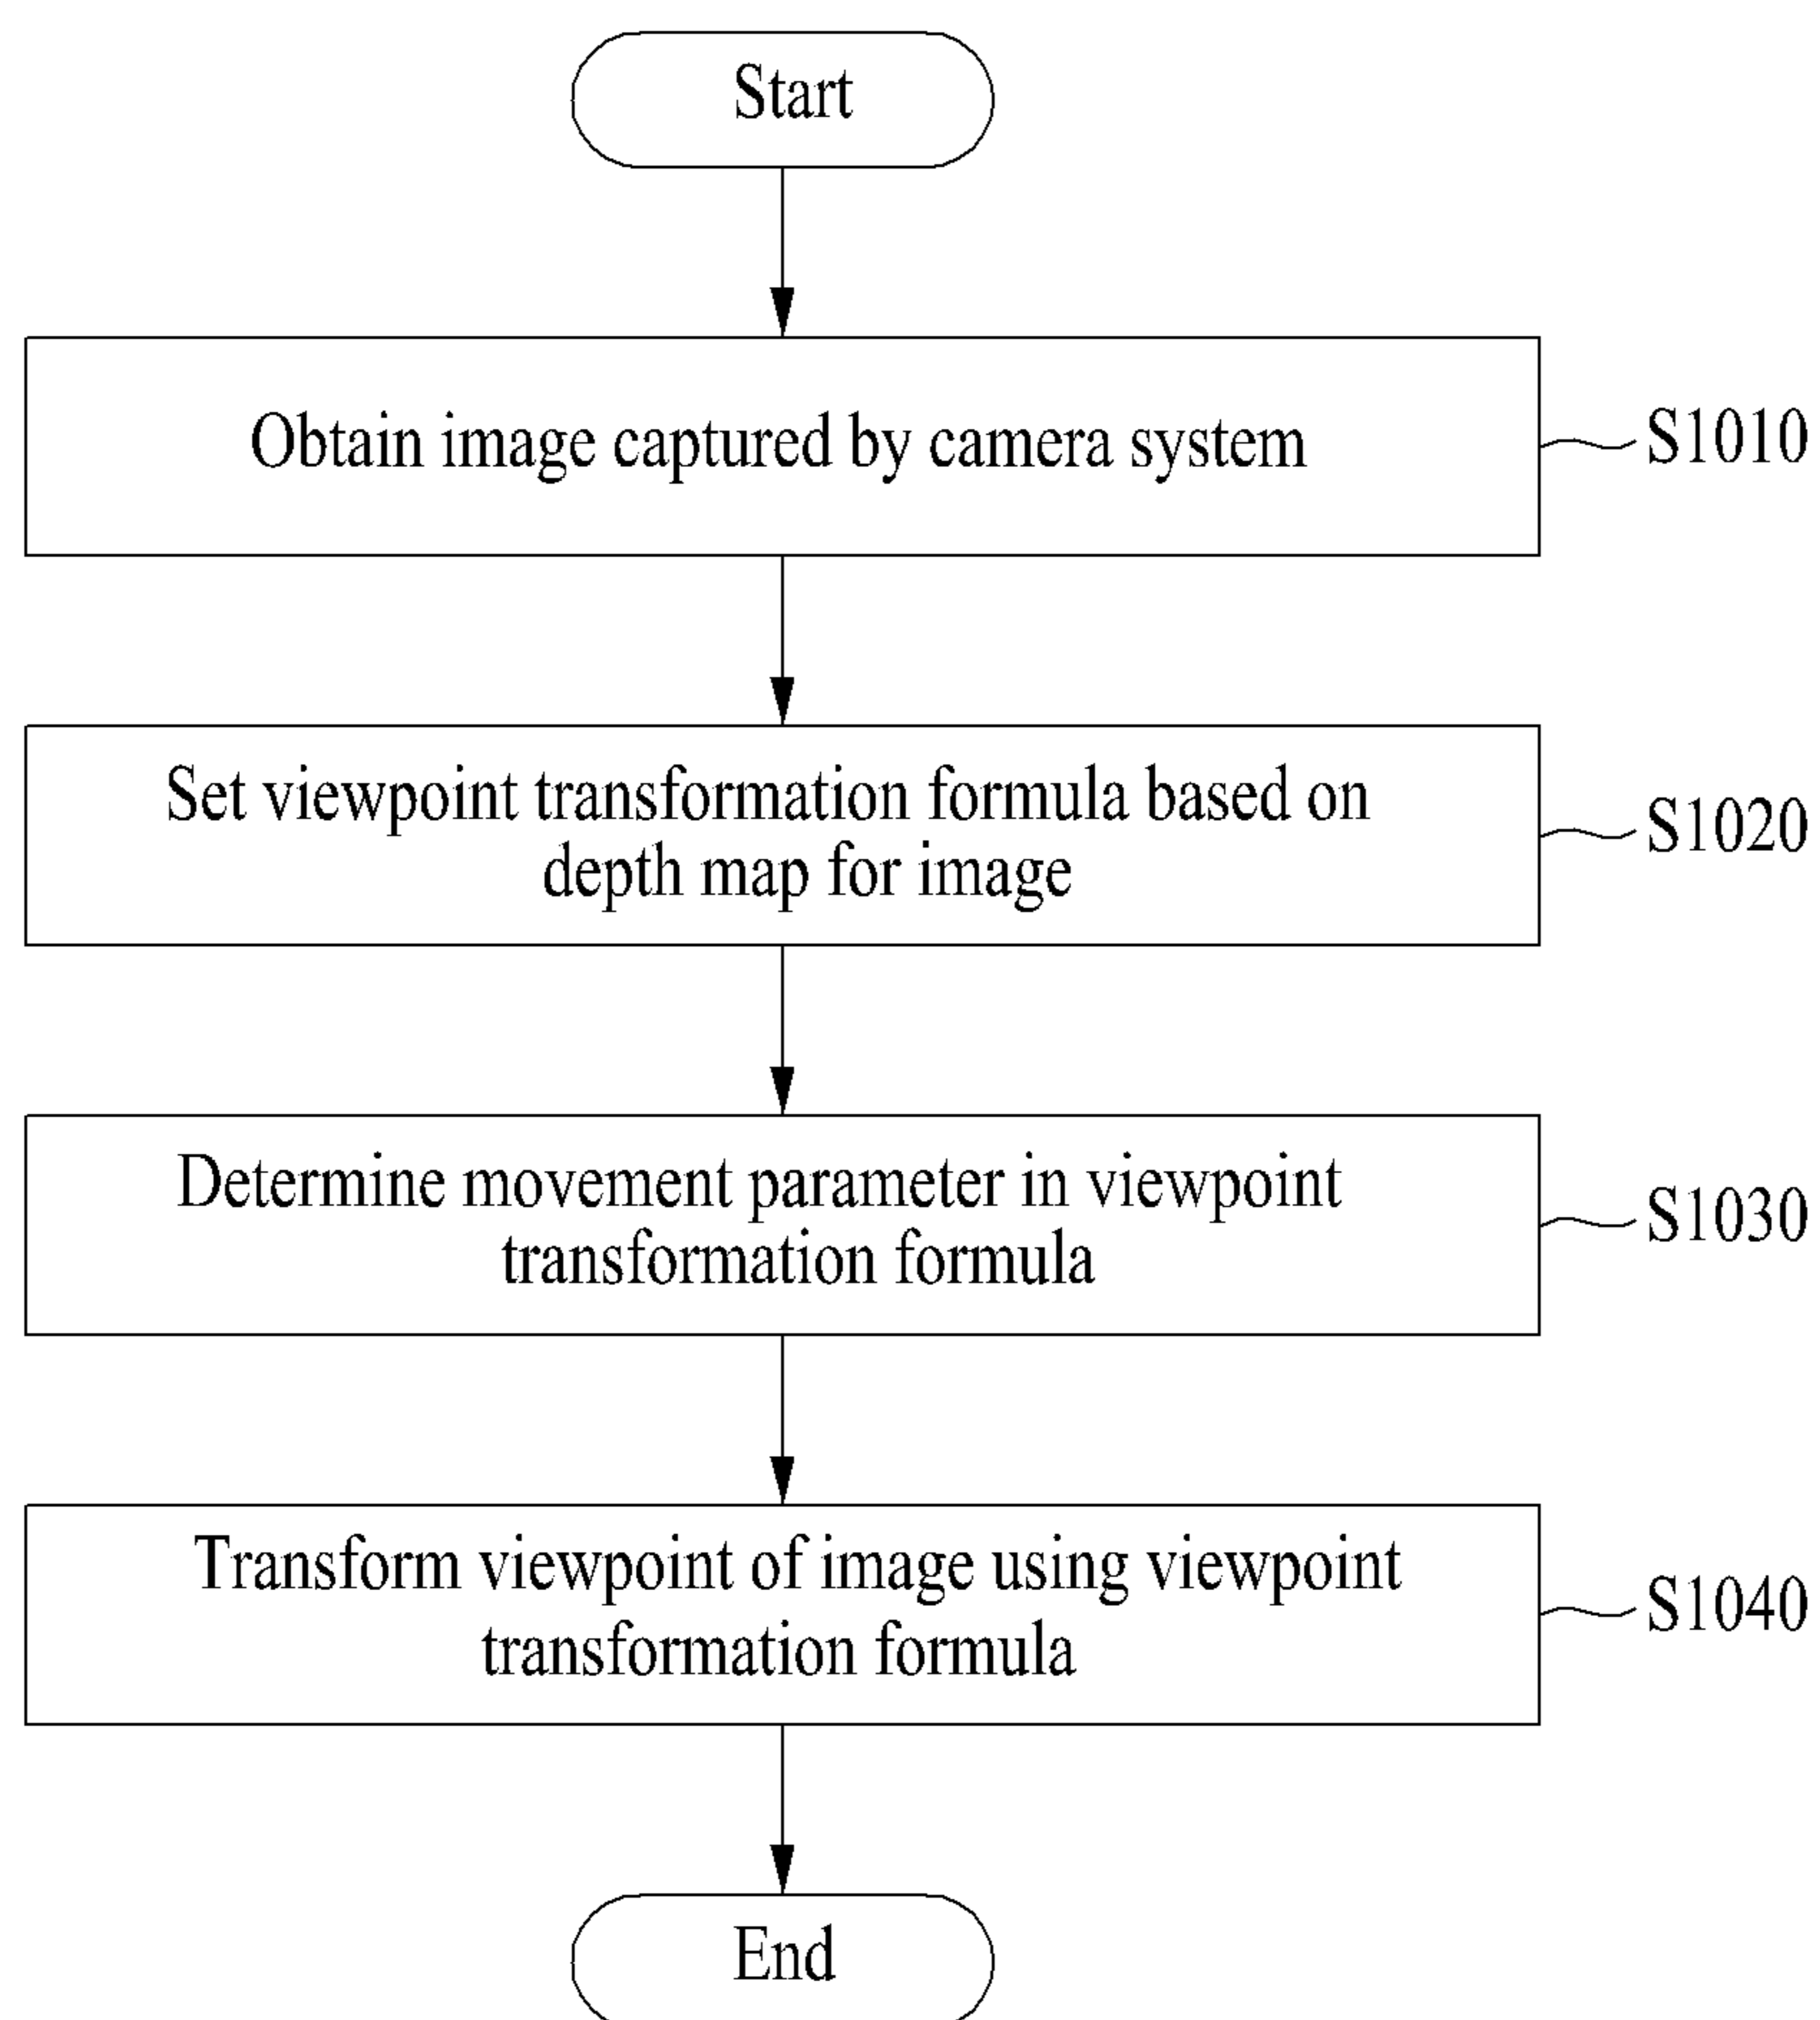 Start
Obtain image captured by camera system
S1010
Set viewpoint transformation formula based on
depth map for image
S1020
Determine movement parameter in viewpoint
transformation formula
S1030
Transform viewpoint of image using viewpoint
transformation formula
S1040
End